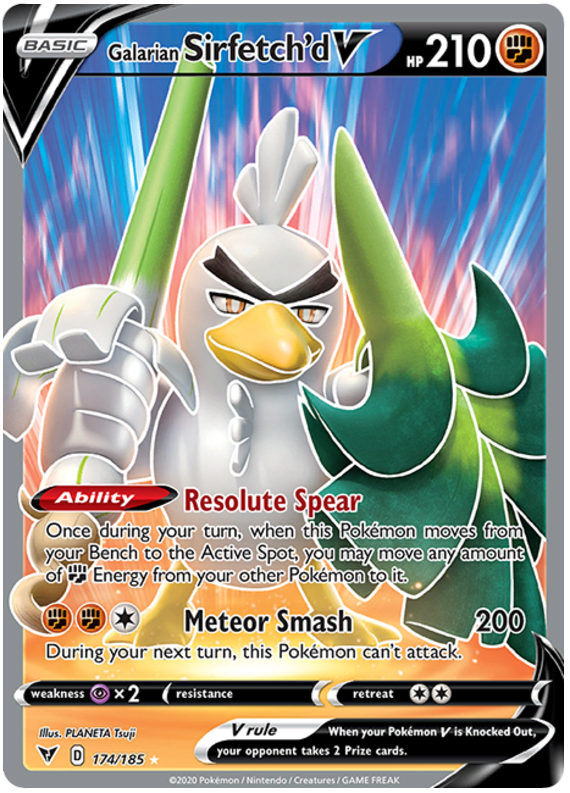 BASIC
Galarian Sirfetch'd V
HP 210
Ability Resolute Spear
Once during your turn, when this Pokémon moves from
your Bench to the Active Spot, you may move any amount
of Energy from your other Pokémon to it.
Meteor Smash 200
During your next turn, this Pokémon can't attack.
weakness ×2 resistance retreat
Illus. PLANETA Tsuji
V rule When your Pokémon V is Knocked Out,
your opponent takes 2 Prize cards.
D 174/185
©2020 Pokémon / Nintendo / Creatures / GAME FREAK